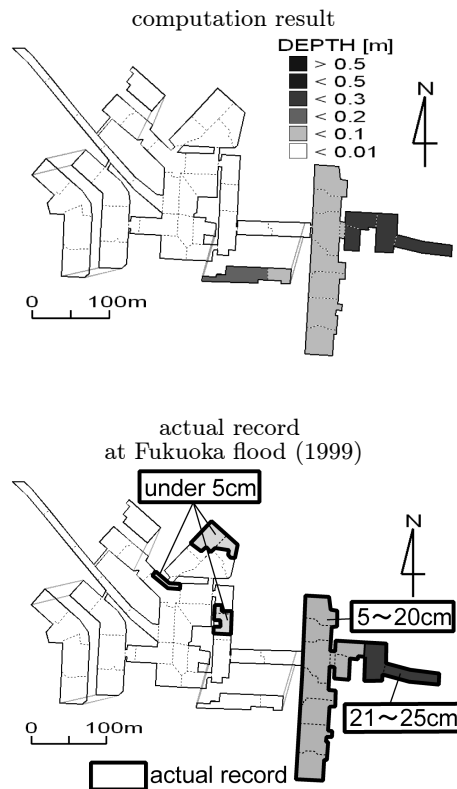 computation result
DEPTH [m]
> 0.5
< 0.5
< 0.3
< 0.2
< 0.1
< 0.01
N
0 100m
actual record
at Fukuoka flood (1999)
under 5cm
N
5～20cm
21～25cm
0 100m
actual record